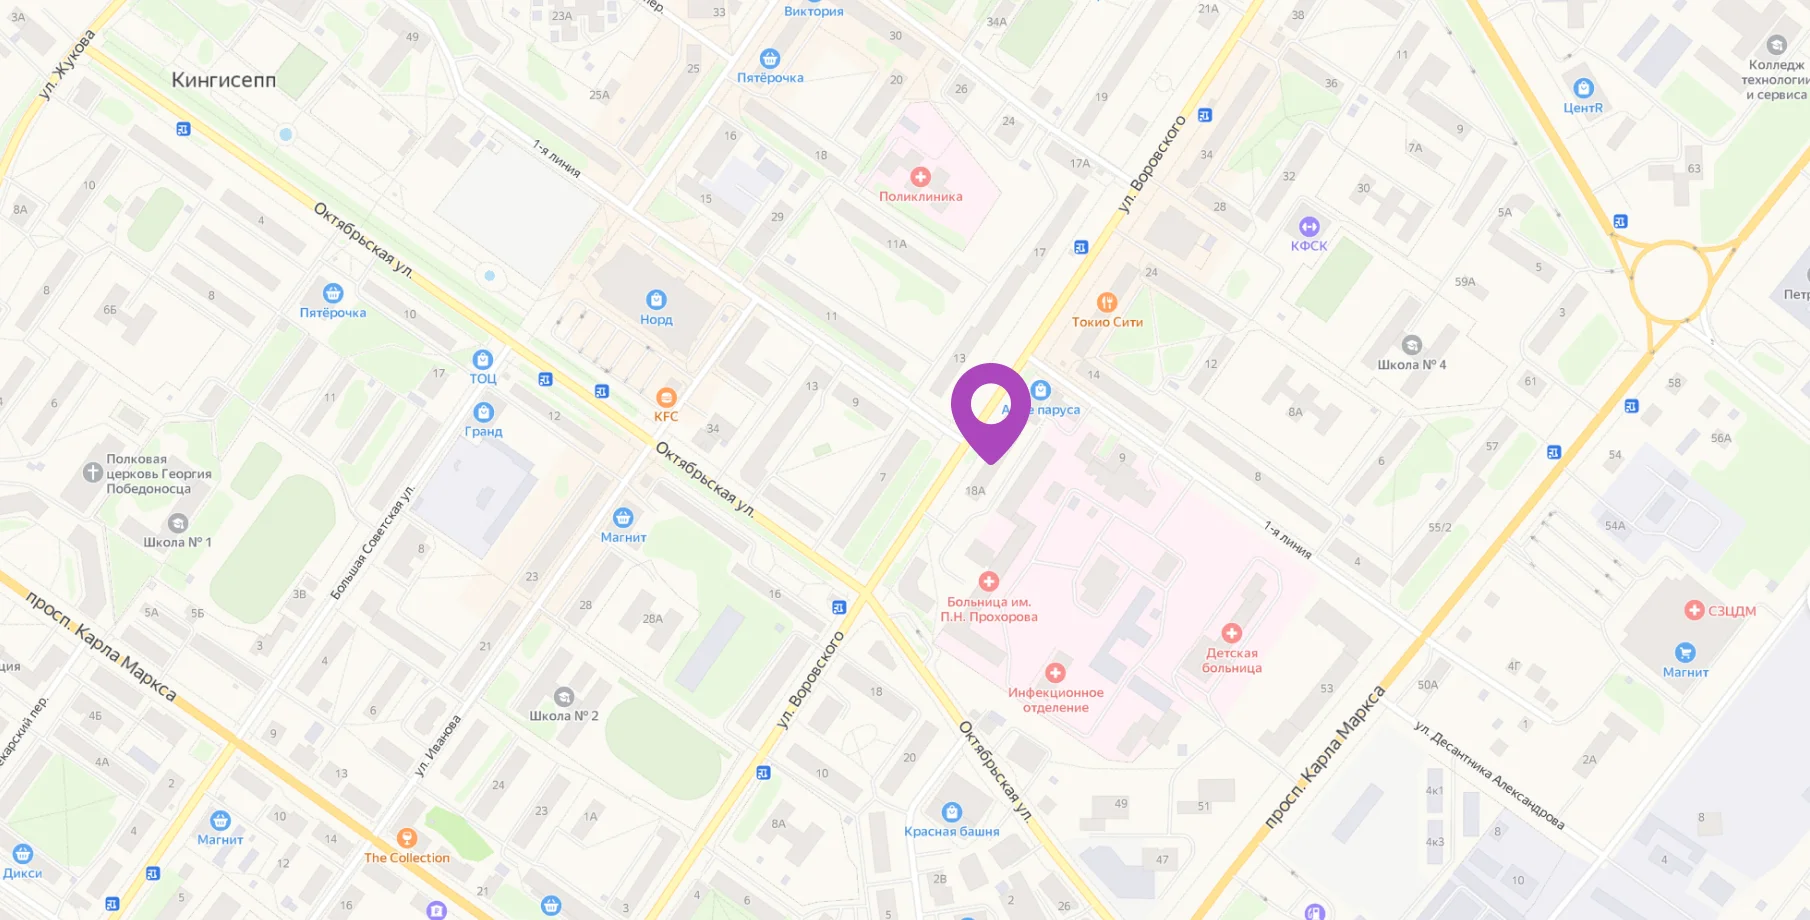 3А
23А
33
Виктория
пер.
34А
21А
38
49
30
11
Колледж
технологии
и сервиса
ул. Жукова
Кингисепп
25
Пятёрочка
20
19
36
ЦентR
25А
24
9
16
1-я линия
18
17А
34
7А
63
ул. Воровского
10
Поликлиника
32
30
15
28
5А
8А
4
29
Октябрьская ул.
11А
17
КФСК
24
59А
5
8
8
6Б
Пятёрочка
10
Норд
11
Токио Сити
3
ТОЦ
17
13
12
Школа № 4
14
61
58
13
9
6
KFC
12
Гранд
34
8А
паруса
56А
57
Полковая
церковь Георгия
Победоносца
Октябрьская ул.
7
18А
9
8
6
54
Большая Советская ул.
Школа № 1
Магнит
8
55/2
54А
1-я линия
4
23
3В
28
16
Больница им.
П.Н. Прохорова
СЗЦДМ
просп. Карла Маркса
5А
5Б
28А
3
4
21
Детская
больница
Магнит
ул. Воровского
Инфекционное
отделение
53
50А
4Г
18
6
Школа № 2
4Б
9
ул. Иванова
20
Октябрьская ул.
просп. Карла Маркса
1
ул. Десантника Александрова
4А
2
13
24
10
2А
4к1
23
1А
49
51
4
Магнит
10
14
8А
Красная башня
8
8
4к3
The Collection
12
47
4
Дикси
21
3
5
2В
2
26
10